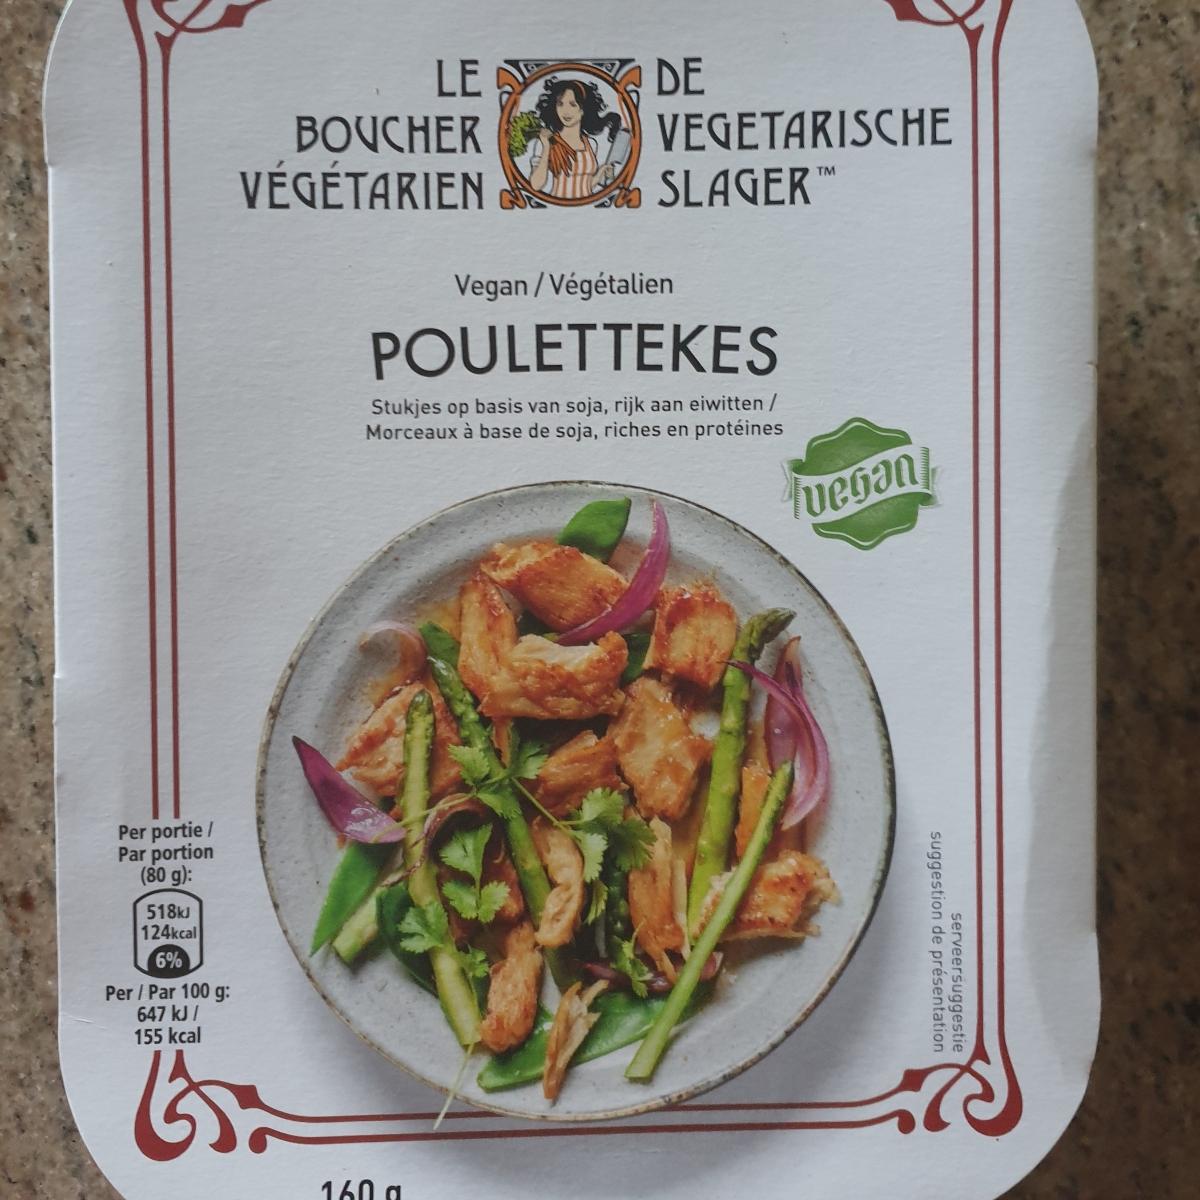 LE
BOUCHER
VÉGÉTARIEN
DE
VEGETARISCHE
SLAGER™
Vegan / Végétalien
POULETTEKES
Stukjes op basis van soja, rijk aan eiwitten /
Morceaux à base de soja, riches en protéines
vegan
Per portie /
Par portion
(80 g):
518kJ
124kcal
6%
Per / Par 100 g:
647 kJ /
155 kcal
serveersuggestie
suggestion de présentation
160 g